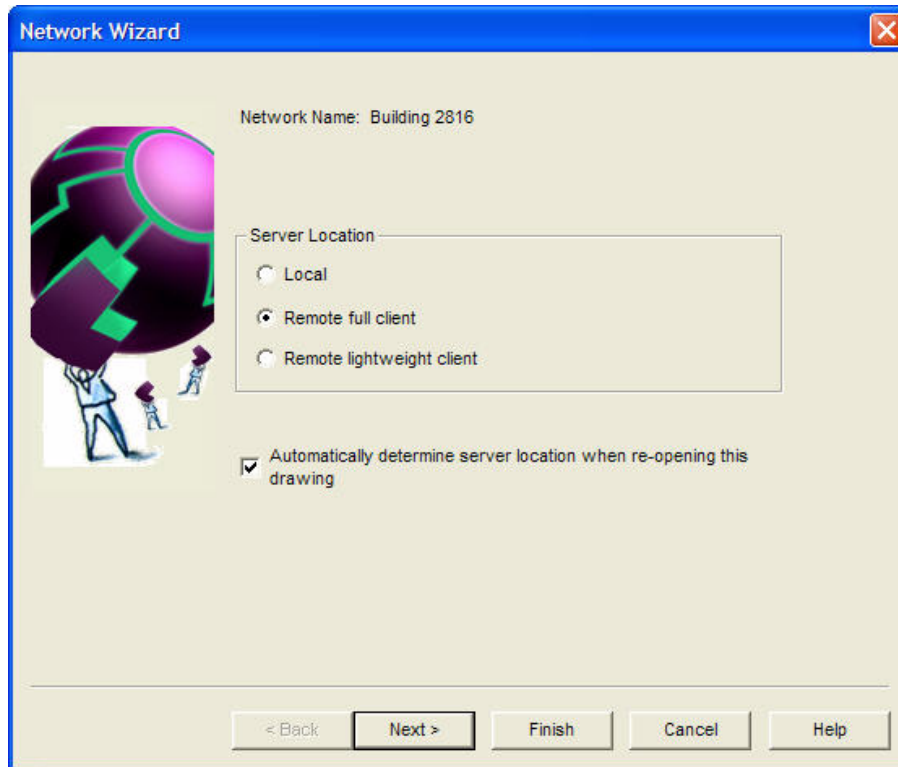 Network Wizard
Network Name: Building 2816
Server Location
Local
Remote full client
Remote lightweight client
Automatically determine server location when re-opening this
drawing
< Back
Next >
Finish
Cancel
Help